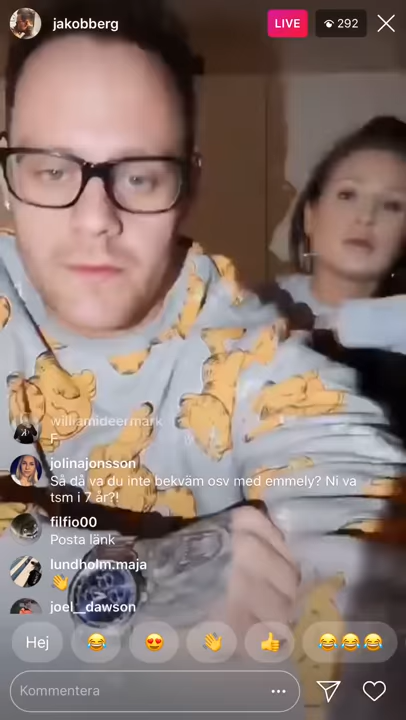 jakobberg
LIVE
292
williamideermark
F
jolinajonsson
Så då va du inte bekväm osv med emmely? Ni va
tsm i 7 år?!
filfio00
Posta länk
lundholm.maja
👋
joel__dawson
Hej
😂
😍
👋
👍
😂😂😂
Kommentera